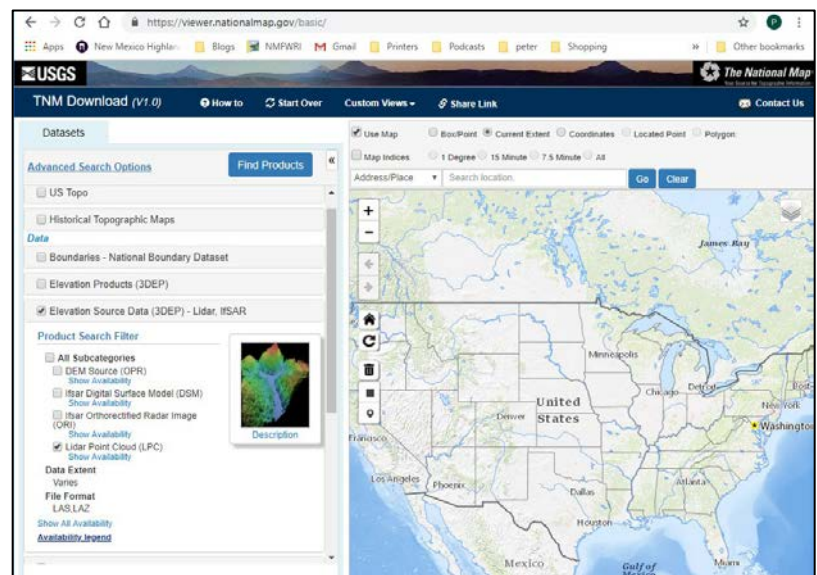 https://viewer.nationalmap.gov/basic/
Apps New Mexico Highlan Blogs NMFWRI Gmail Printers Podcasts peter Shopping » Other bookmarks
USGS The National Map
TNM Download (V1.0) How to Start Over Custom Views Share Link Contact Us
Datasets
Use Map Box/Point Current Extent Coordinates Located Point Polygon
Map Indices 1 Degree 15 Minute 7.5 Minute All
Address/Place Search location. Go Clear
Advanced Search Options Find Products «
US Topo
Historical Topographic Maps
Data
Boundaries - National Boundary Dataset
Elevation Products (3DEP)
Elevation Source Data (3DEP) - Lidar, IfSAR
Product Search Filter
All Subcategories
DEM Source (OPR)
Show Availability
Ifsar Digital Surface Model (DSM)
Show Availability
Ifsar Orthorectified Radar Image
(ORI)
Show Availability
Lidar Point Cloud (LPC)
Show Availability
Description
Data Extent
Varies
File Format
LAS,LAZ
Show All Availability
Availability legend
James Bay
Minneapolis
Chicago
Detroit
New York
United
States
Denver
Washington
Francisco
Los Angeles
Phoenix
Atlanta
Dallas
Houston
Mexico
Gulf of
Mexico
Miami